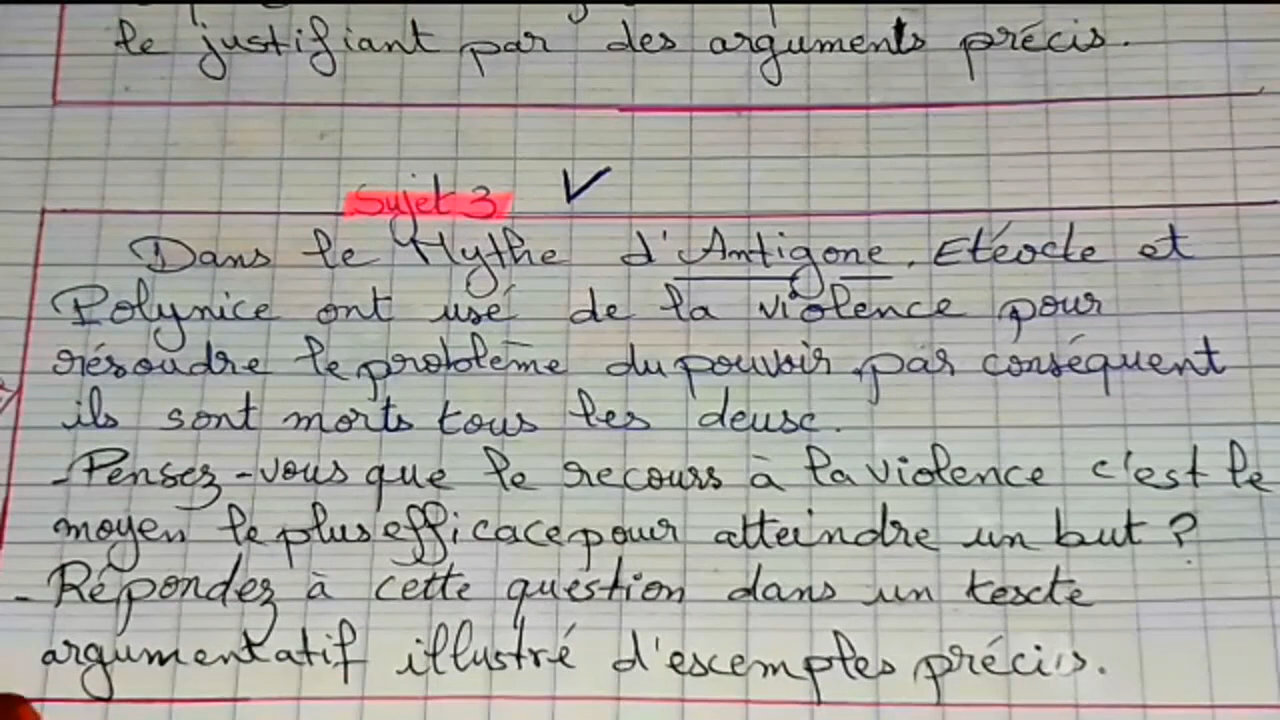 le justifiant par des arguments précis.
Sujet 3
Dans le Mythe d'Antigone, Etéocle et
Polynice ont usé de la violence pour
résoudre le problème du pouvoir, par conséquent
ils sont morts tous les deux.
- Pensez-vous que le recours à la violence c'est le
moyen le plus efficace pour atteindre un but ?
- Répondez à cette question dans un texte
argumentatif illustré d'exemples précis.